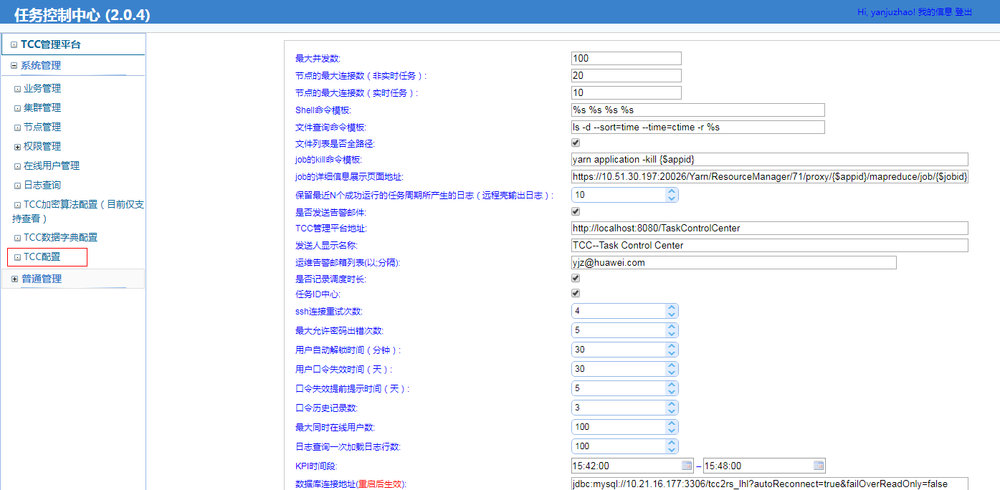 任务控制中心 (2.0.4)
Hi, yanjuzhao! 我的信息 登出
TCC管理平台
系统管理
业务管理
集群管理
节点管理
权限管理
在线用户管理
日志查询
TCC加密算法配置（目前仅支
持查看）
TCC数据字典配置
TCC配置
普通管理
最大并发数: 100
节点的最大连接数（非实时任务）: 20
节点的最大连接数（实时任务）: 10
Shell命令模板: %s %s %s %s
文件查询命令模板: ls -d --sort=time --time=ctime -r %s
文件列表是否全路径:
job的kill命令模板: yarn application -kill {$appid}
job的详细信息展示页面地址: https://10.51.30.197:20026/Yarn/ResourceManager/71/proxy/{$appid}/mapreduce/job/{$jobid}
保留最近N个成功运行的任务周期所产生的日志（远程壳输出日志）: 10
是否发送告警邮件:
TCC管理平台地址: http://localhost:8080/TaskControlCenter
发送人显示名称: TCC--Task Control Center
运维告警邮箱列表(以;分隔): yjz@huawei.com
是否记录调度时长:
任务ID中心:
ssh连接重试次数: 4
最大允许密码出错次数: 5
用户自动解锁时间（分钟）: 30
用户口令失效时间（天）: 30
口令失效提前提示时间（天）: 5
口令历史记录数: 3
最大同时在线用户数: 100
日志查询一次加载日志行数: 100
KPI时间段: 15:42:00 – 15:48:00
数据库连接地址(重启后生效): jdbc:mysql://10.21.16.177:3306/tcc2rs_lhl?autoReconnect=true&failOverReadOnly=false